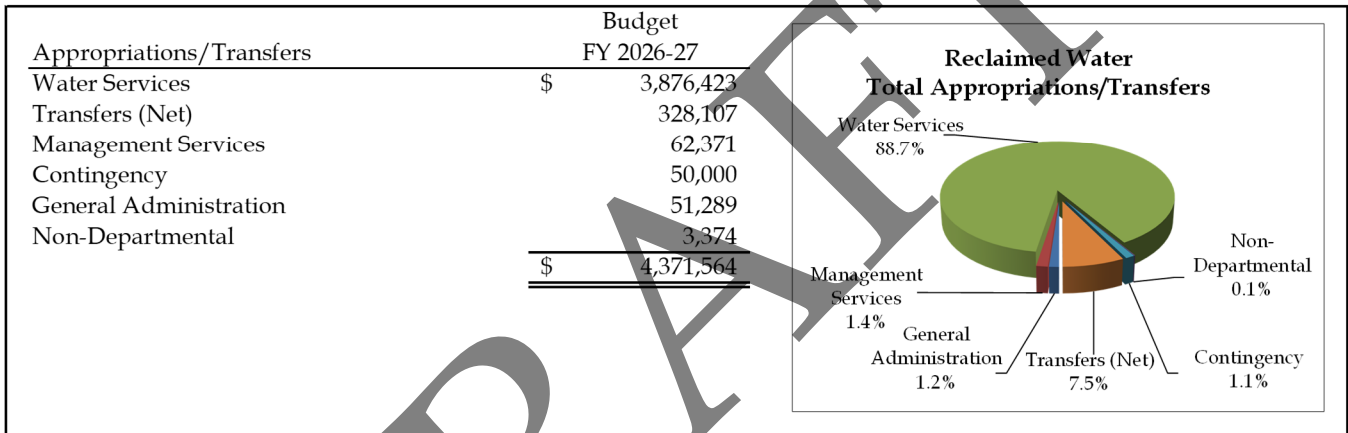 Budget
Appropriations/Transfers FY 2026-27
Water Services $ 3,876,423
Transfers (Net) 328,107
Management Services 62,371
Contingency 50,000
General Administration 51,289
Non-Departmental 3,374
$ 4,371,564
Reclaimed Water
Total Appropriations/Transfers
Water Services
88.7%
Non-
Departmental
0.1%
Management
Services
1.4%
General
Administration
1.2%
Transfers (Net)
7.5%
Contingency
1.1%